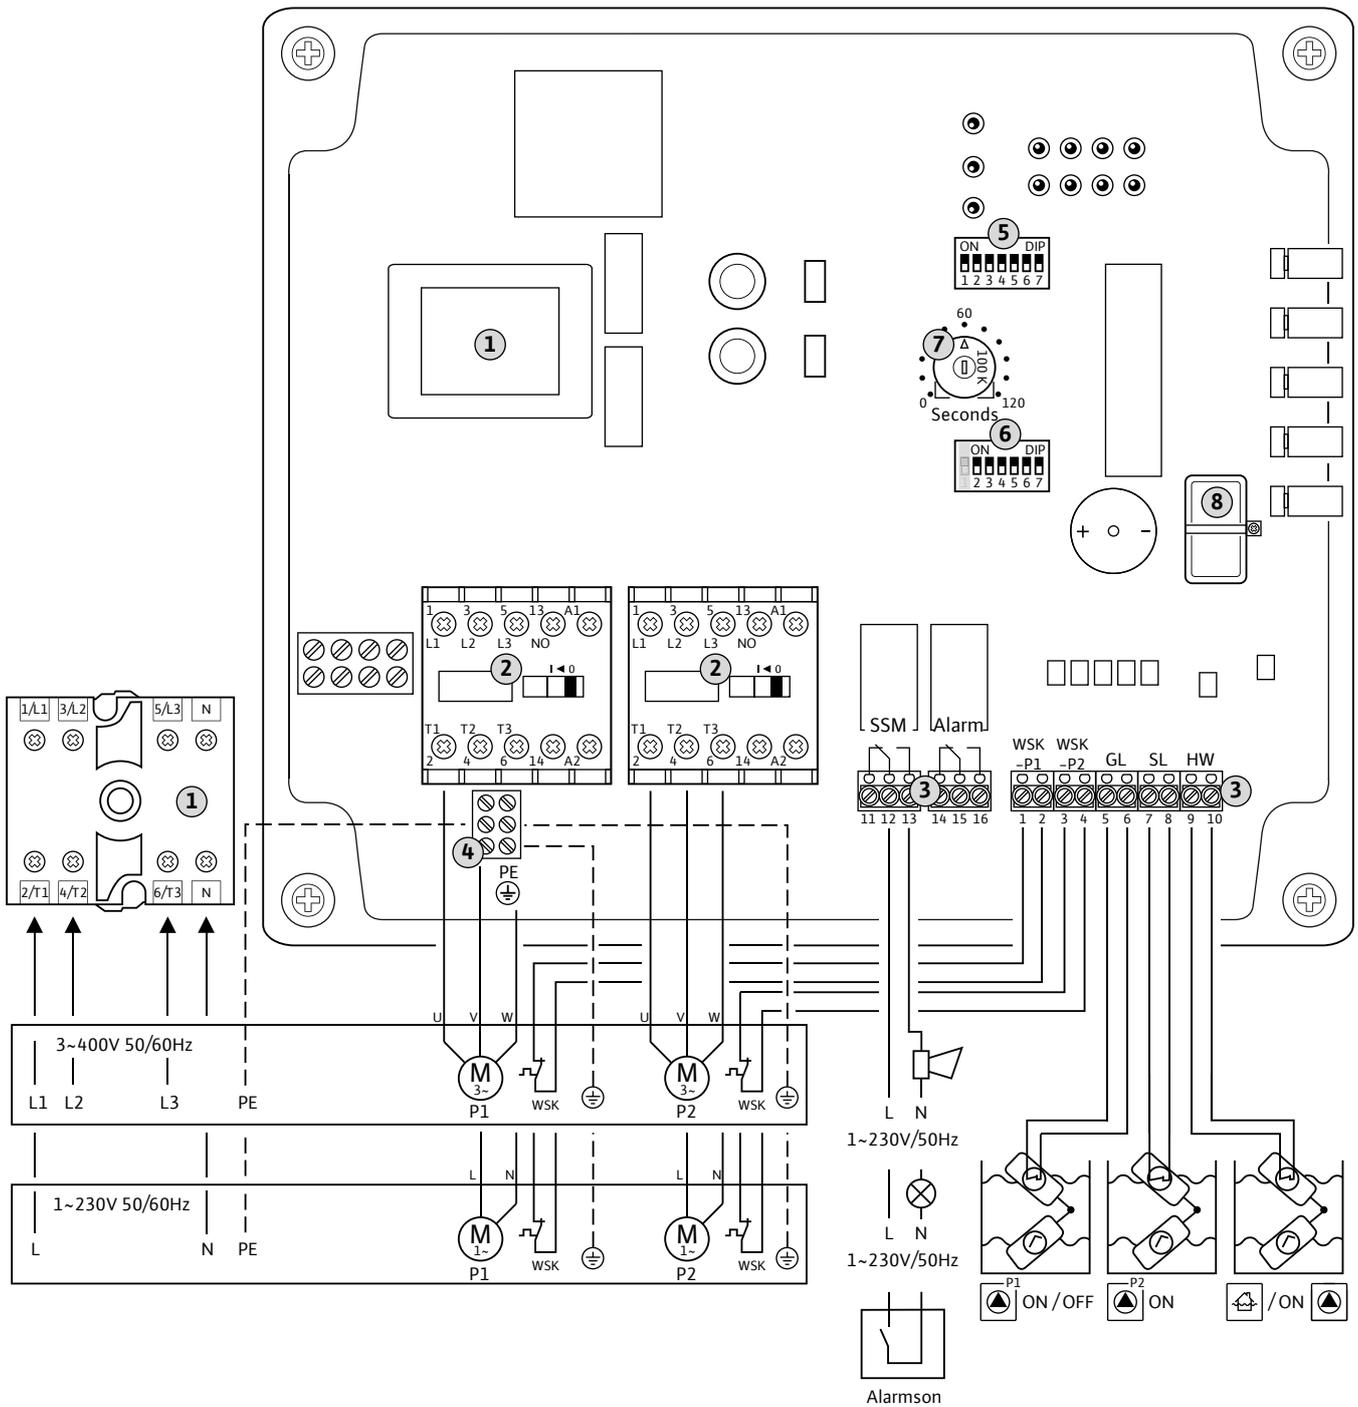 5
ON DIP
1 2 3 4 5 6 7
60
7
100 K
0 120
Seconds
6
ON DIP
2 3 4 5 6 7
1
8
+ -
1 3 5 13 A1
L1 L2 L3 NO
2
I ◄ 0
T1 T2 T3
2 4 6 14 A2
1 3 5 13 A1
L1 L2 L3 NO
2
I ◄ 0
T1 T2 T3
2 4 6 14 A2
1/L1 3/L2 5/L3 N
1
2/T1 4/T2 6/T3 N
SSM Alarm
WSK
-P1
WSK
-P2
GL SL HW
3
3
11 12 13 14 15 16
1 2 3 4 5 6 7 8 9 10
4
PE
U V W
U V W
3~400V 50/60Hz
L1 L2 L3 PE
M
3~
P1
WSK
M
3~
P2
WSK
L N
1~230V/50Hz
L N
L N
1~230V 50/60Hz
L N PE
M
1~
P1
WSK
M
1~
P2
WSK
L N
1~230V/50Hz
P1
ON / OFF
P2
ON
/ ON
Alarmson